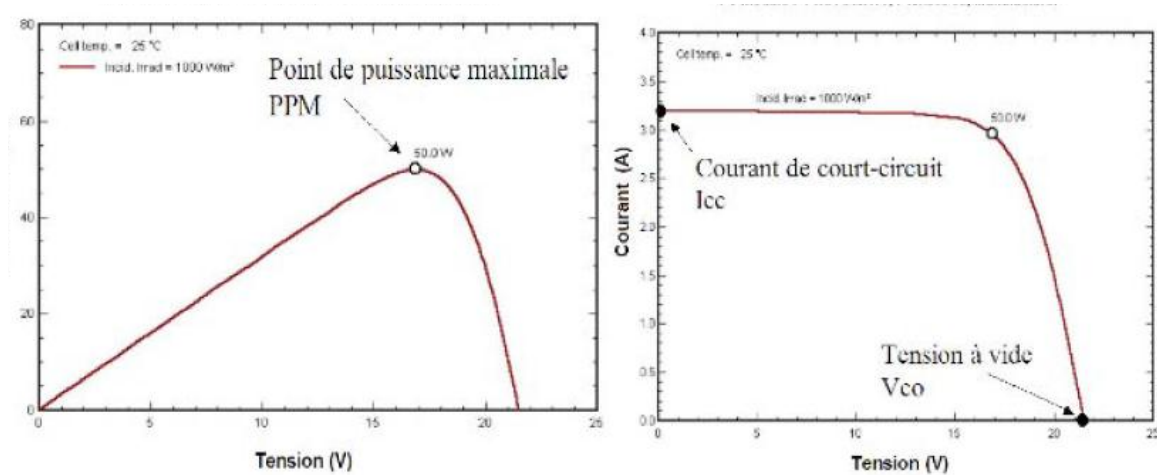 80
60
40
20
0
0
5
10
15
20
25
Cell temp. = 25 °C
Incid. Irrad = 1000 W/m²
Point de puissance maximale
PPM
50.0 W
Tension (V)
4.0
3.5
3.0
2.5
2.0
1.5
1.0
0.5
0.0
0
5
10
15
20
25
Cell temp. = 25 °C
Incid. Irrad = 1000 W/m²
50.0 W
Courant de court-circuit
Icc
Tension à vide
Vco
Courant (A)
Tension (V)